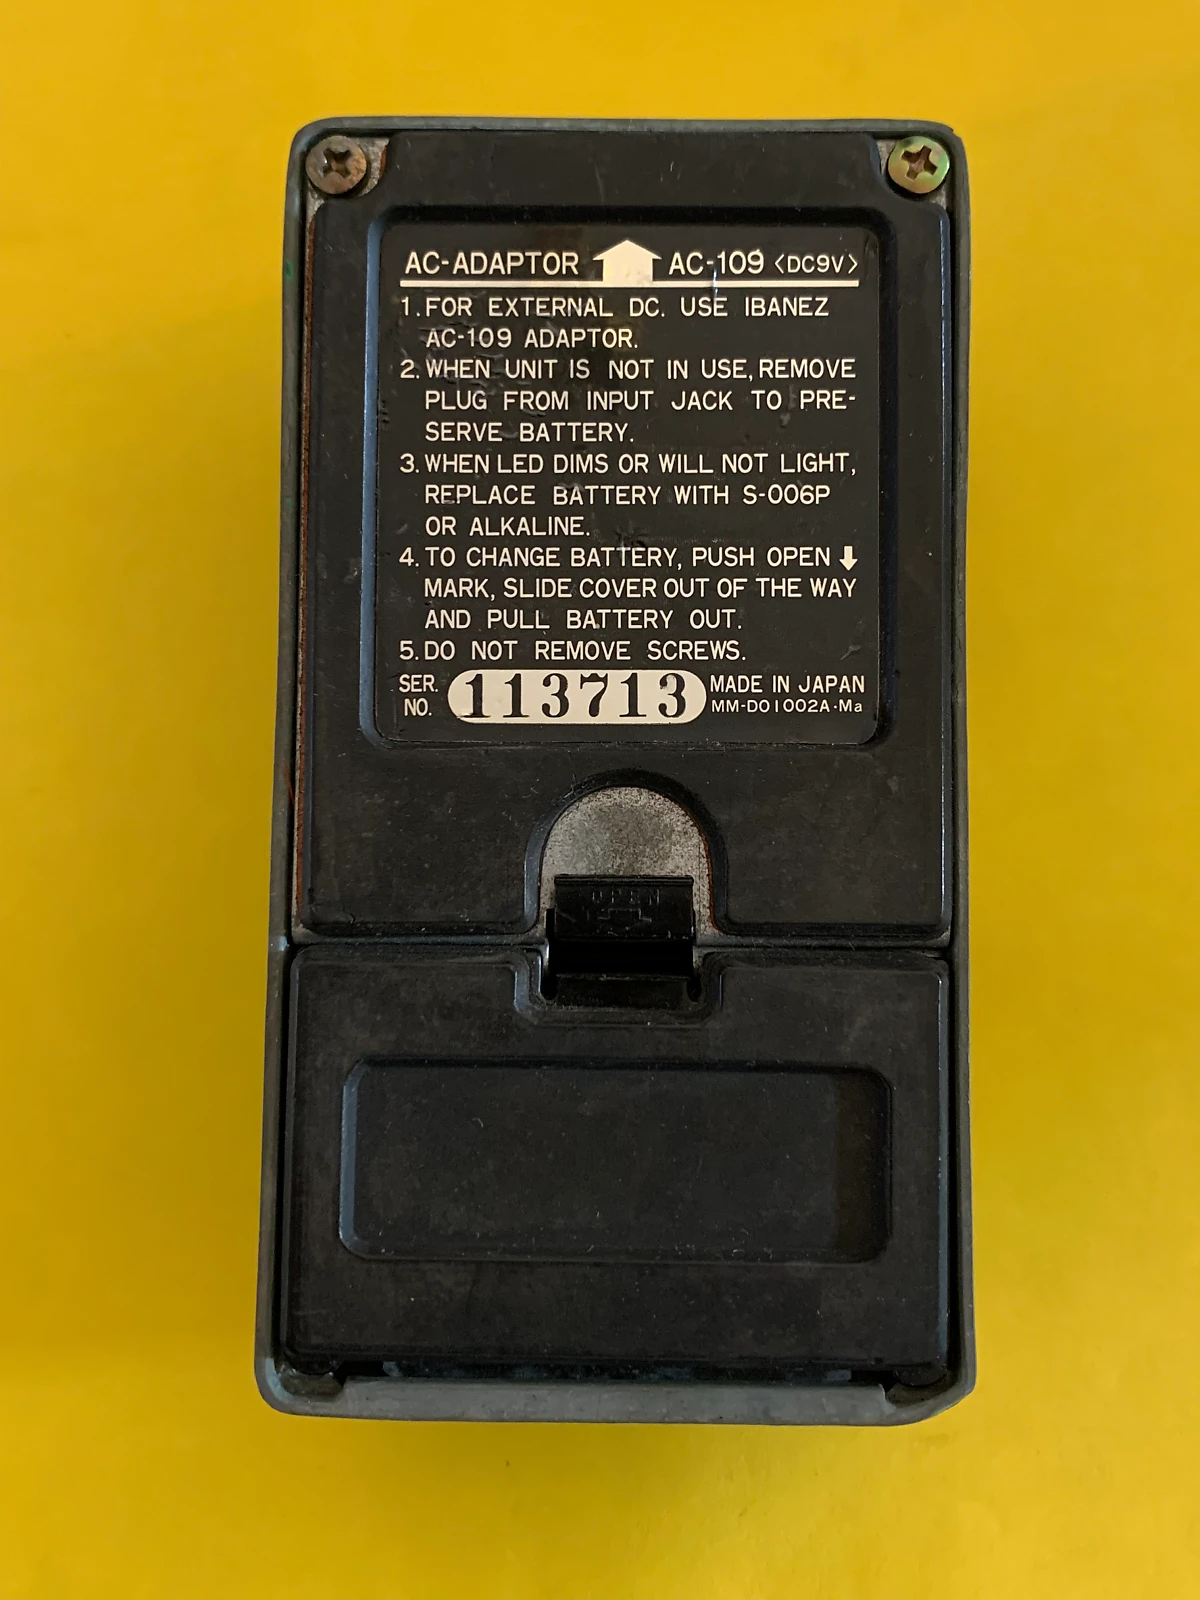 AC-ADAPTOR AC-109 <DC9V>
1. FOR EXTERNAL DC. USE IBANEZ
AC-109 ADAPTOR.
2. WHEN UNIT IS NOT IN USE, REMOVE
PLUG FROM INPUT JACK TO PRE-
SERVE BATTERY.
3. WHEN LED DIMS OR WILL NOT LIGHT,
REPLACE BATTERY WITH S-006P
OR ALKALINE.
4. TO CHANGE BATTERY, PUSH OPEN ⬇
MARK, SLIDE COVER OUT OF THE WAY
AND PULL BATTERY OUT.
5. DO NOT REMOVE SCREWS.
SER. NO. 113713
MADE IN JAPAN
MM-D01002A-Ma
OPEN